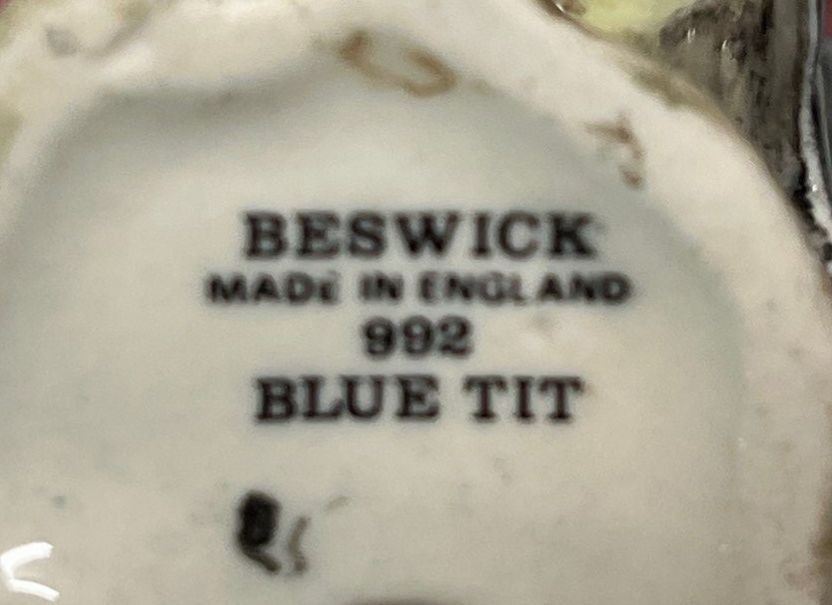 BESWICK
MADE IN ENGLAND
992
BLUE TIT